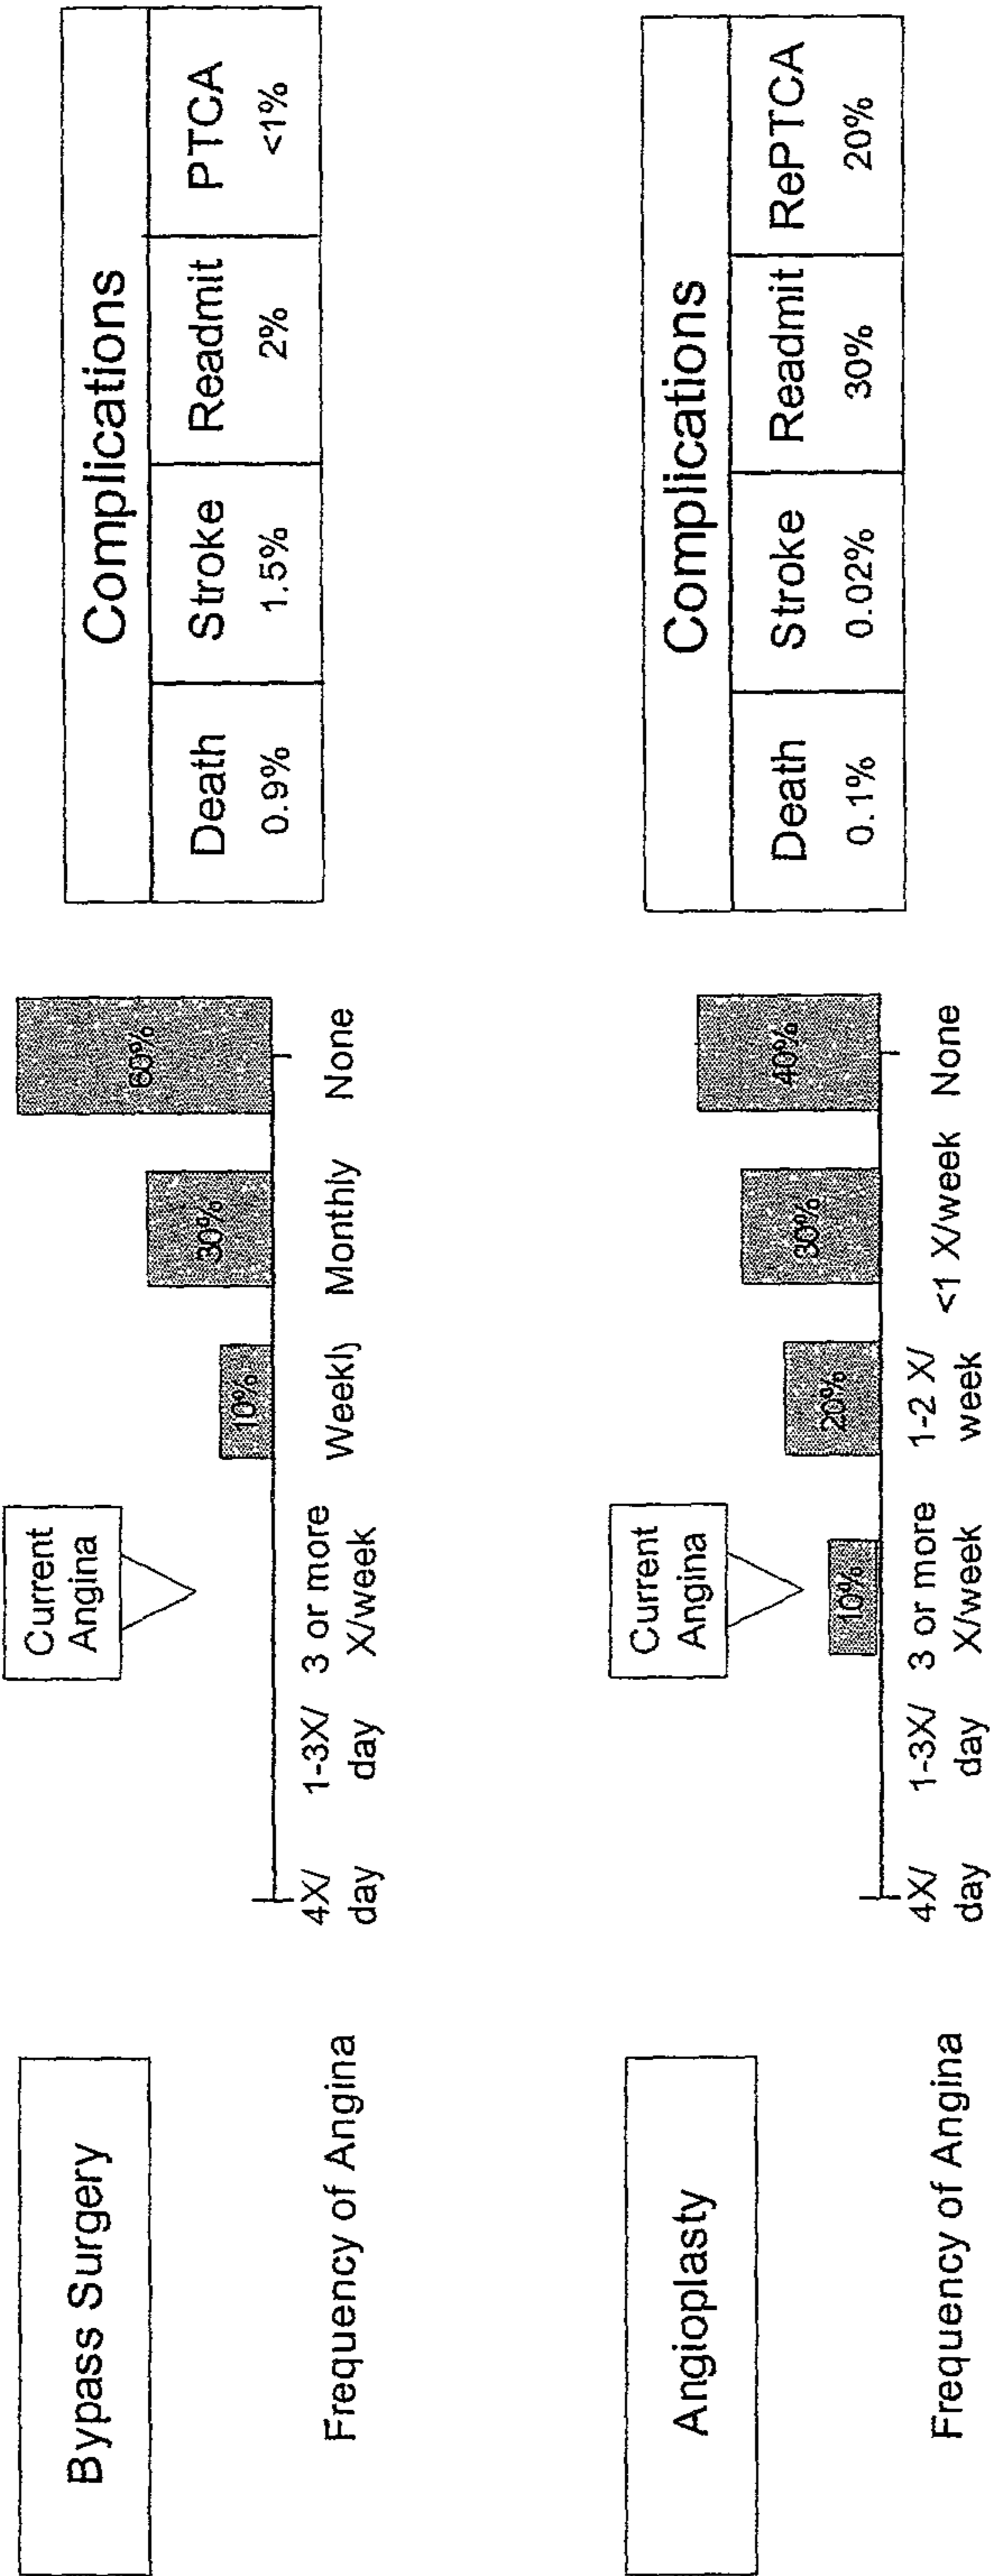 Bypass Surgery
Current
Angina
10%
30%
60%
4X/
day
1-3X/
day
3 or more
X/week
Weekly
Monthly
None
Frequency of Angina
Complications
Death
Stroke
Readmit
PTCA
0.9%
1.5%
2%
<1%
Angioplasty
Current
Angina
10%
20%
30%
40%
4X/
day
1-3X/
day
3 or more
X/week
1-2 X/
week
<1 X/week
None
Frequency of Angina
Complications
Death
Stroke
Readmit
RePTCA
0.1%
0.02%
30%
20%